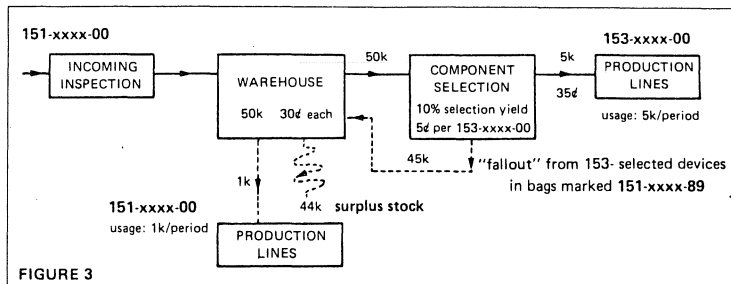 151-xxxx-00
INCOMING
INSPECTION
WAREHOUSE
50k 30¢ each
50k
COMPONENT
SELECTION
10% selection yield
5¢ per 153-xxxx-00
5k
35¢
153-xxxx-00
PRODUCTION
LINES
usage: 5k/period
45k
"fallout" from 153- selected devices
in bags marked 151-xxxx-89
1k
44k surplus stock
151-xxxx-00
usage: 1k/period
PRODUCTION
LINES
FIGURE 3